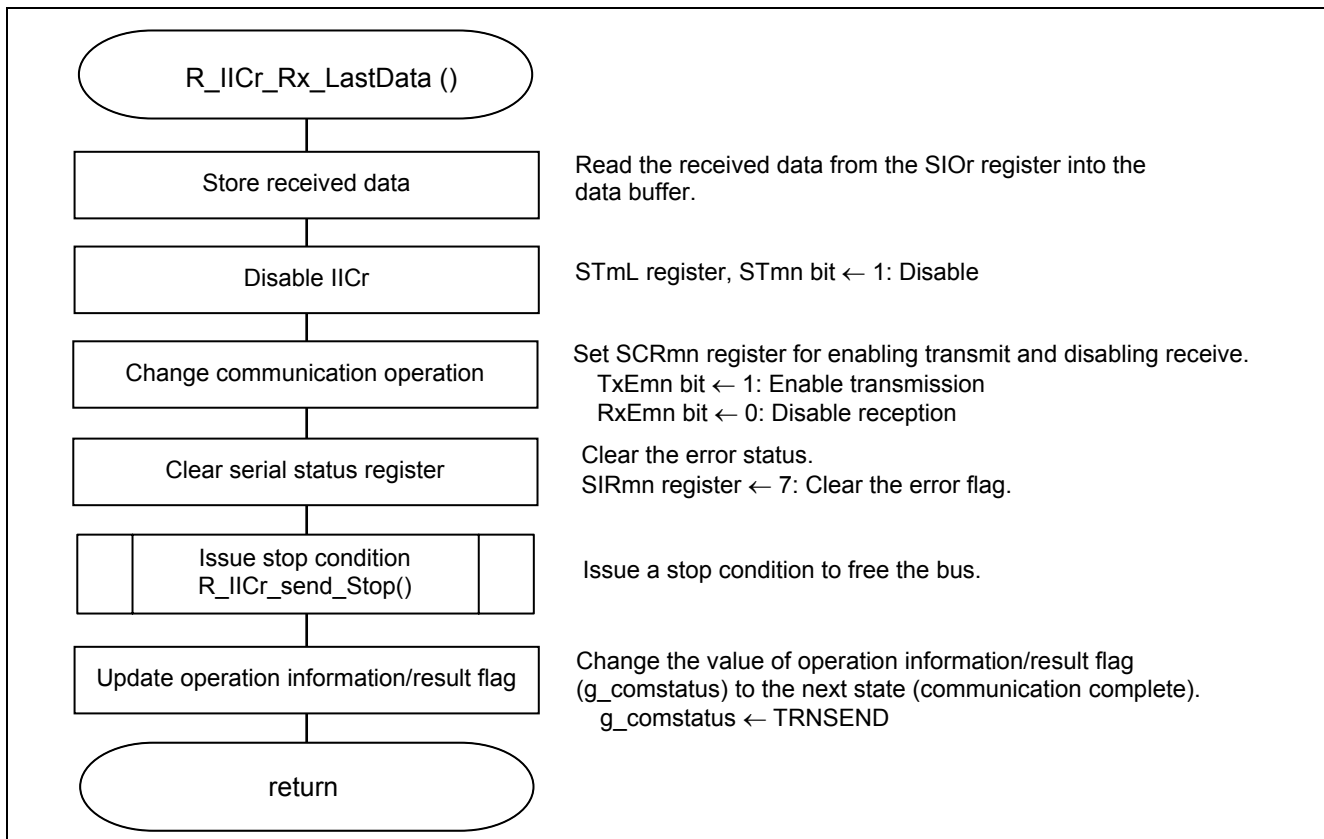 R_IICr_Rx_LastData ()
Store received data
Read the received data from the SIOr register into the
data buffer.
Disable IICr
STmL register, STmn bit ← 1: Disable
Change communication operation
Set SCRmn register for enabling transmit and disabling receive.
TxEmn bit ← 1: Enable transmission
RxEmn bit ← 0: Disable reception
Clear serial status register
Clear the error status.
SIRmn register ← 7: Clear the error flag.
Issue stop condition
R_IICr_send_Stop()
Issue a stop condition to free the bus.
Update operation information/result flag
Change the value of operation information/result flag
(g_comstatus) to the next state (communication complete).
g_comstatus ← TRNSEND
return